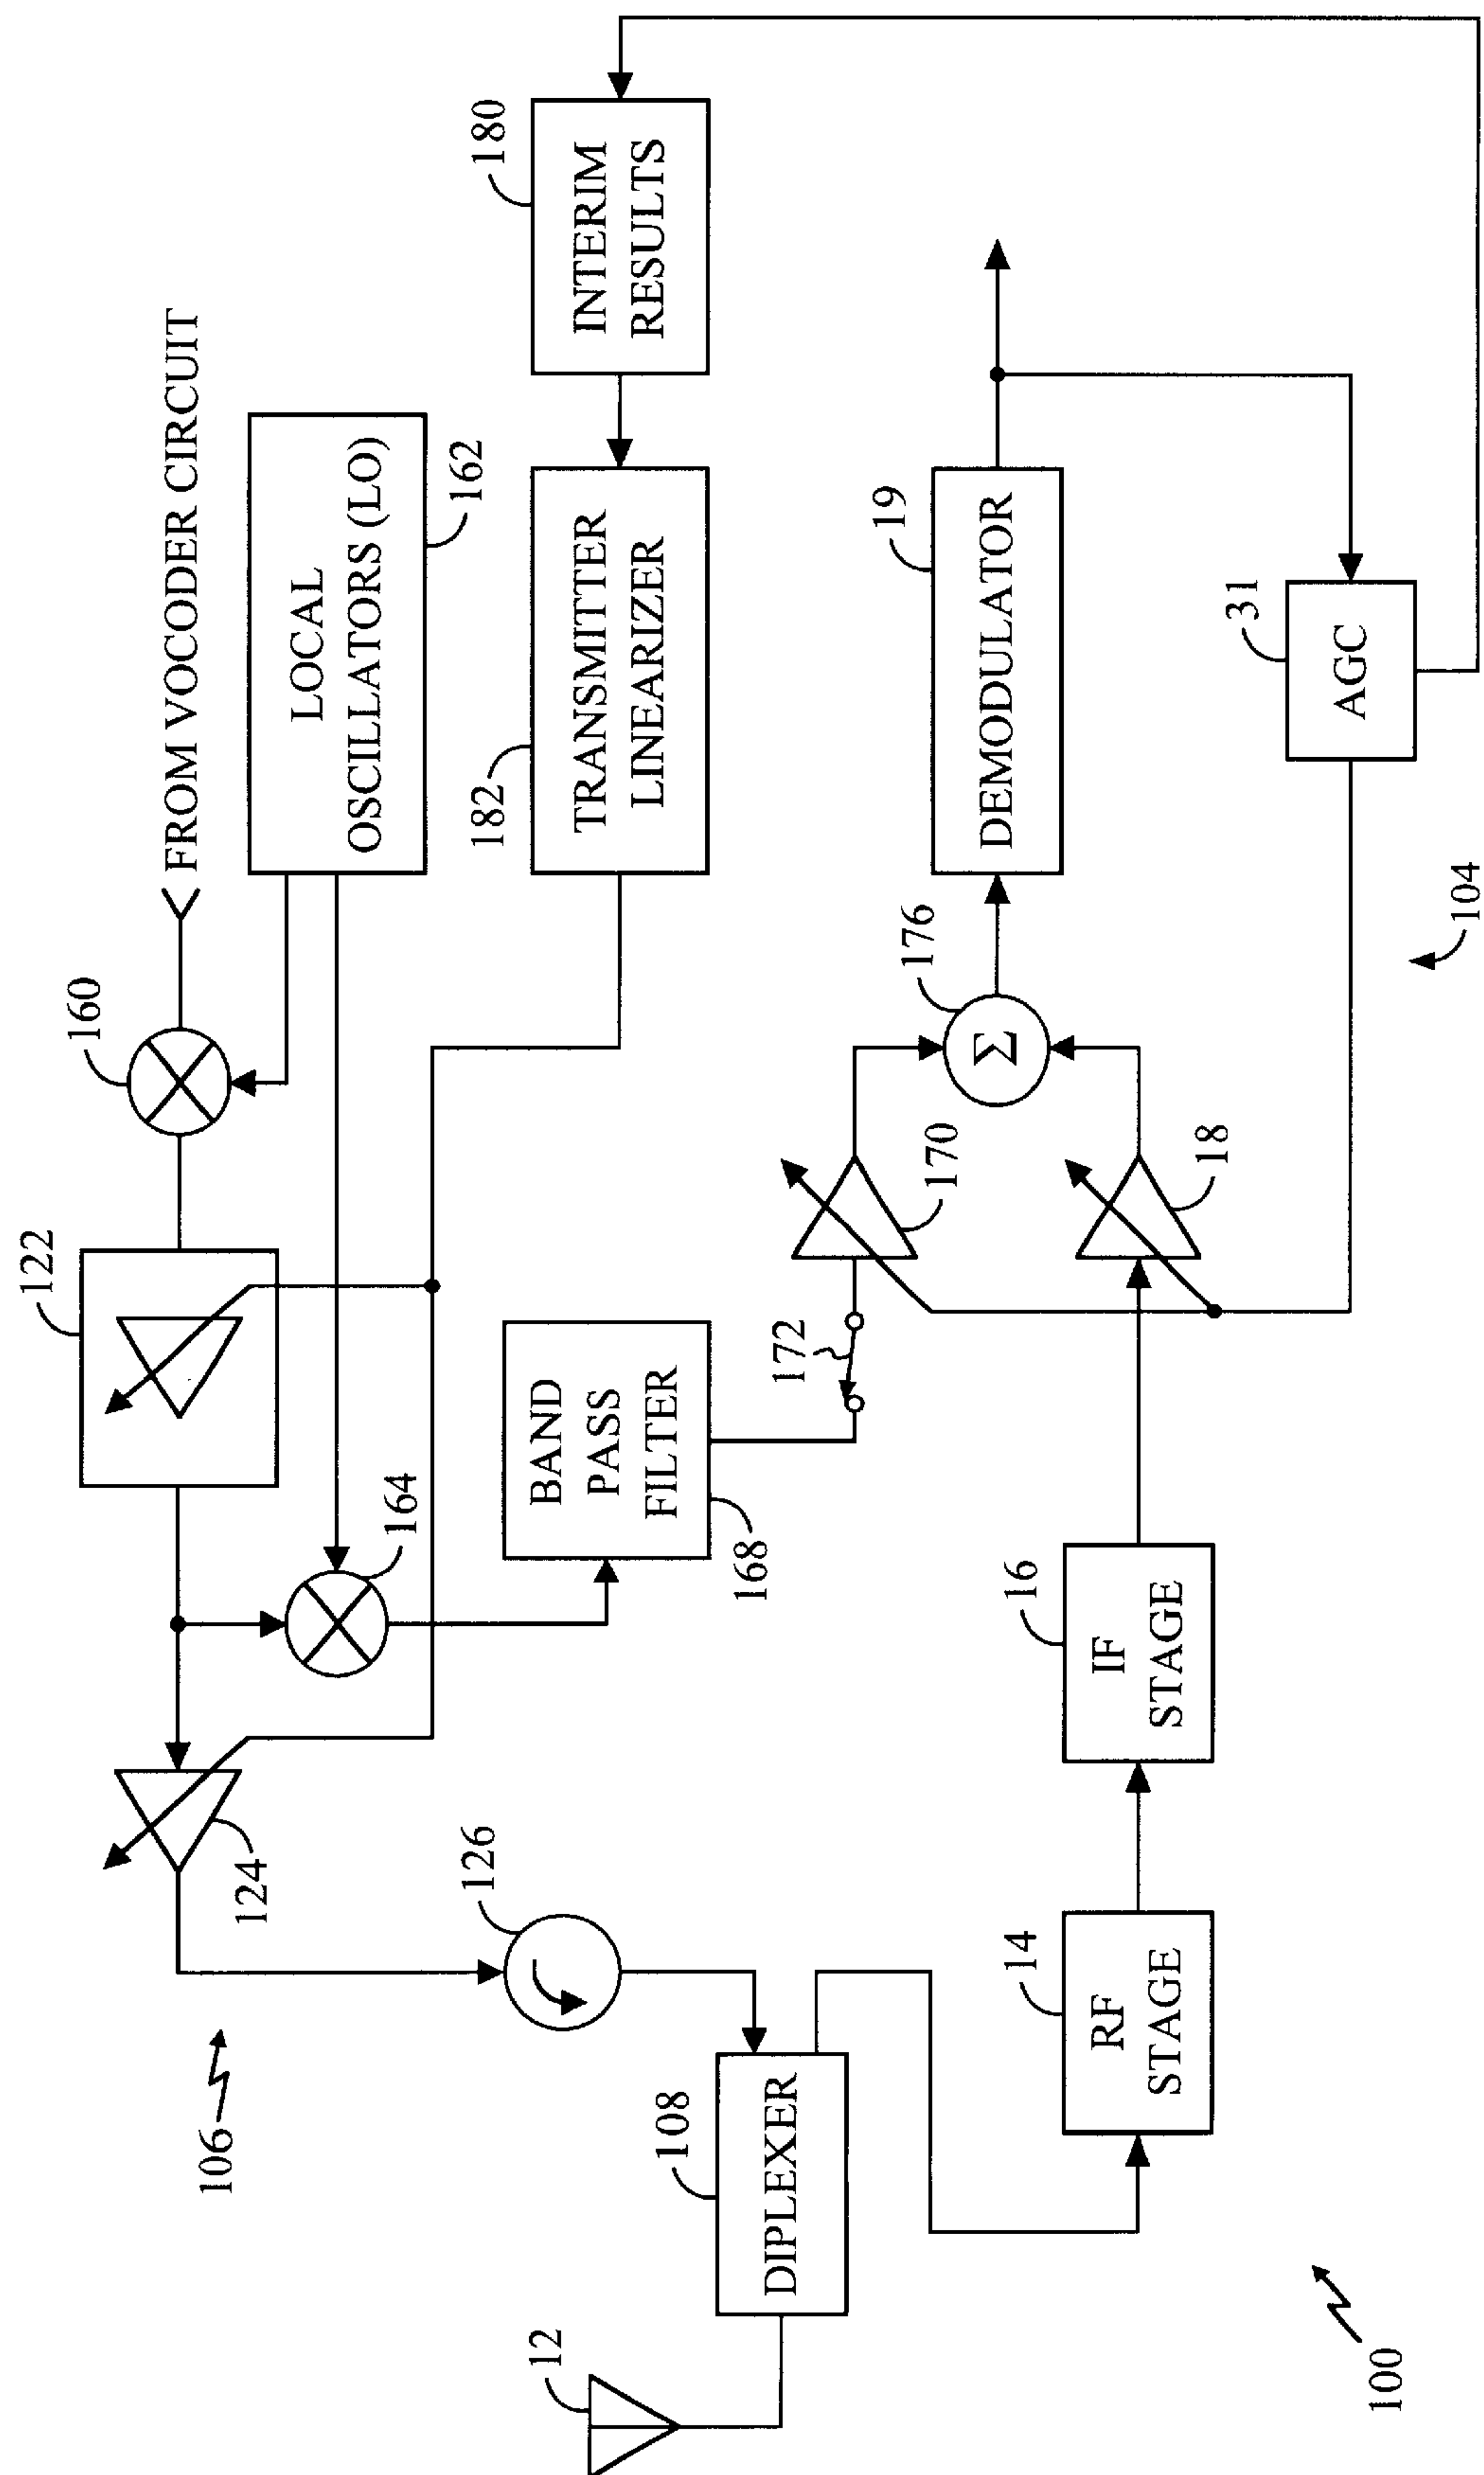 106
124
122
160
FROM VOCODER CIRCUIT
LOCAL
OSCILLATORS (LO)
162
164
126
BAND
PASS
FILTER
168
182
TRANSMITTER
LINEARIZER
180
INTERIM
RESULTS
12
108
DIPLEXER
172
170
176
Σ
19
DEMODULATOR
14
RF
STAGE
16
IF
STAGE
18
31
AGC
104
100